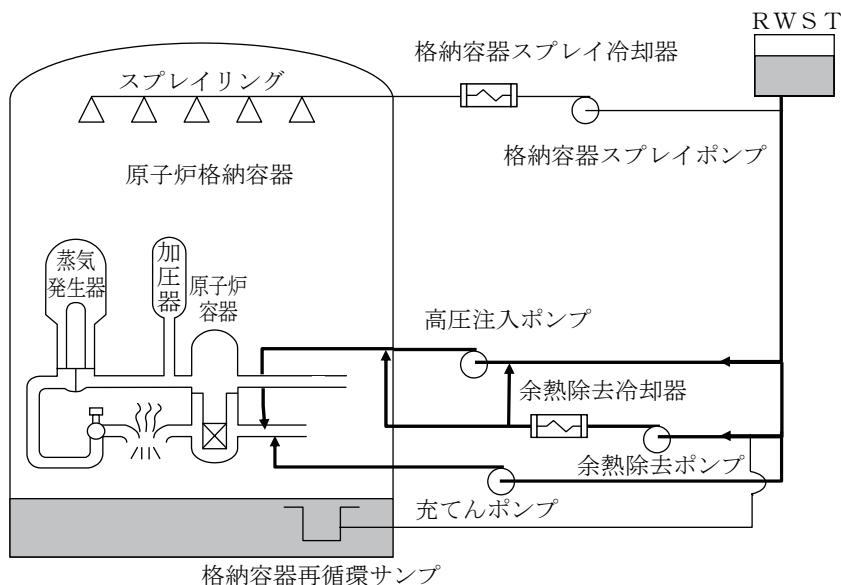 RWST
格納容器スプレイ冷却器
スプレイリング
格納容器スプレイポンプ
原子炉格納容器
蒸気
発生器
加
圧
器
原子炉
容器
高圧注入ポンプ
余熱除去冷却器
余熱除去ポンプ
充てんポンプ
格納容器再循環サンプ